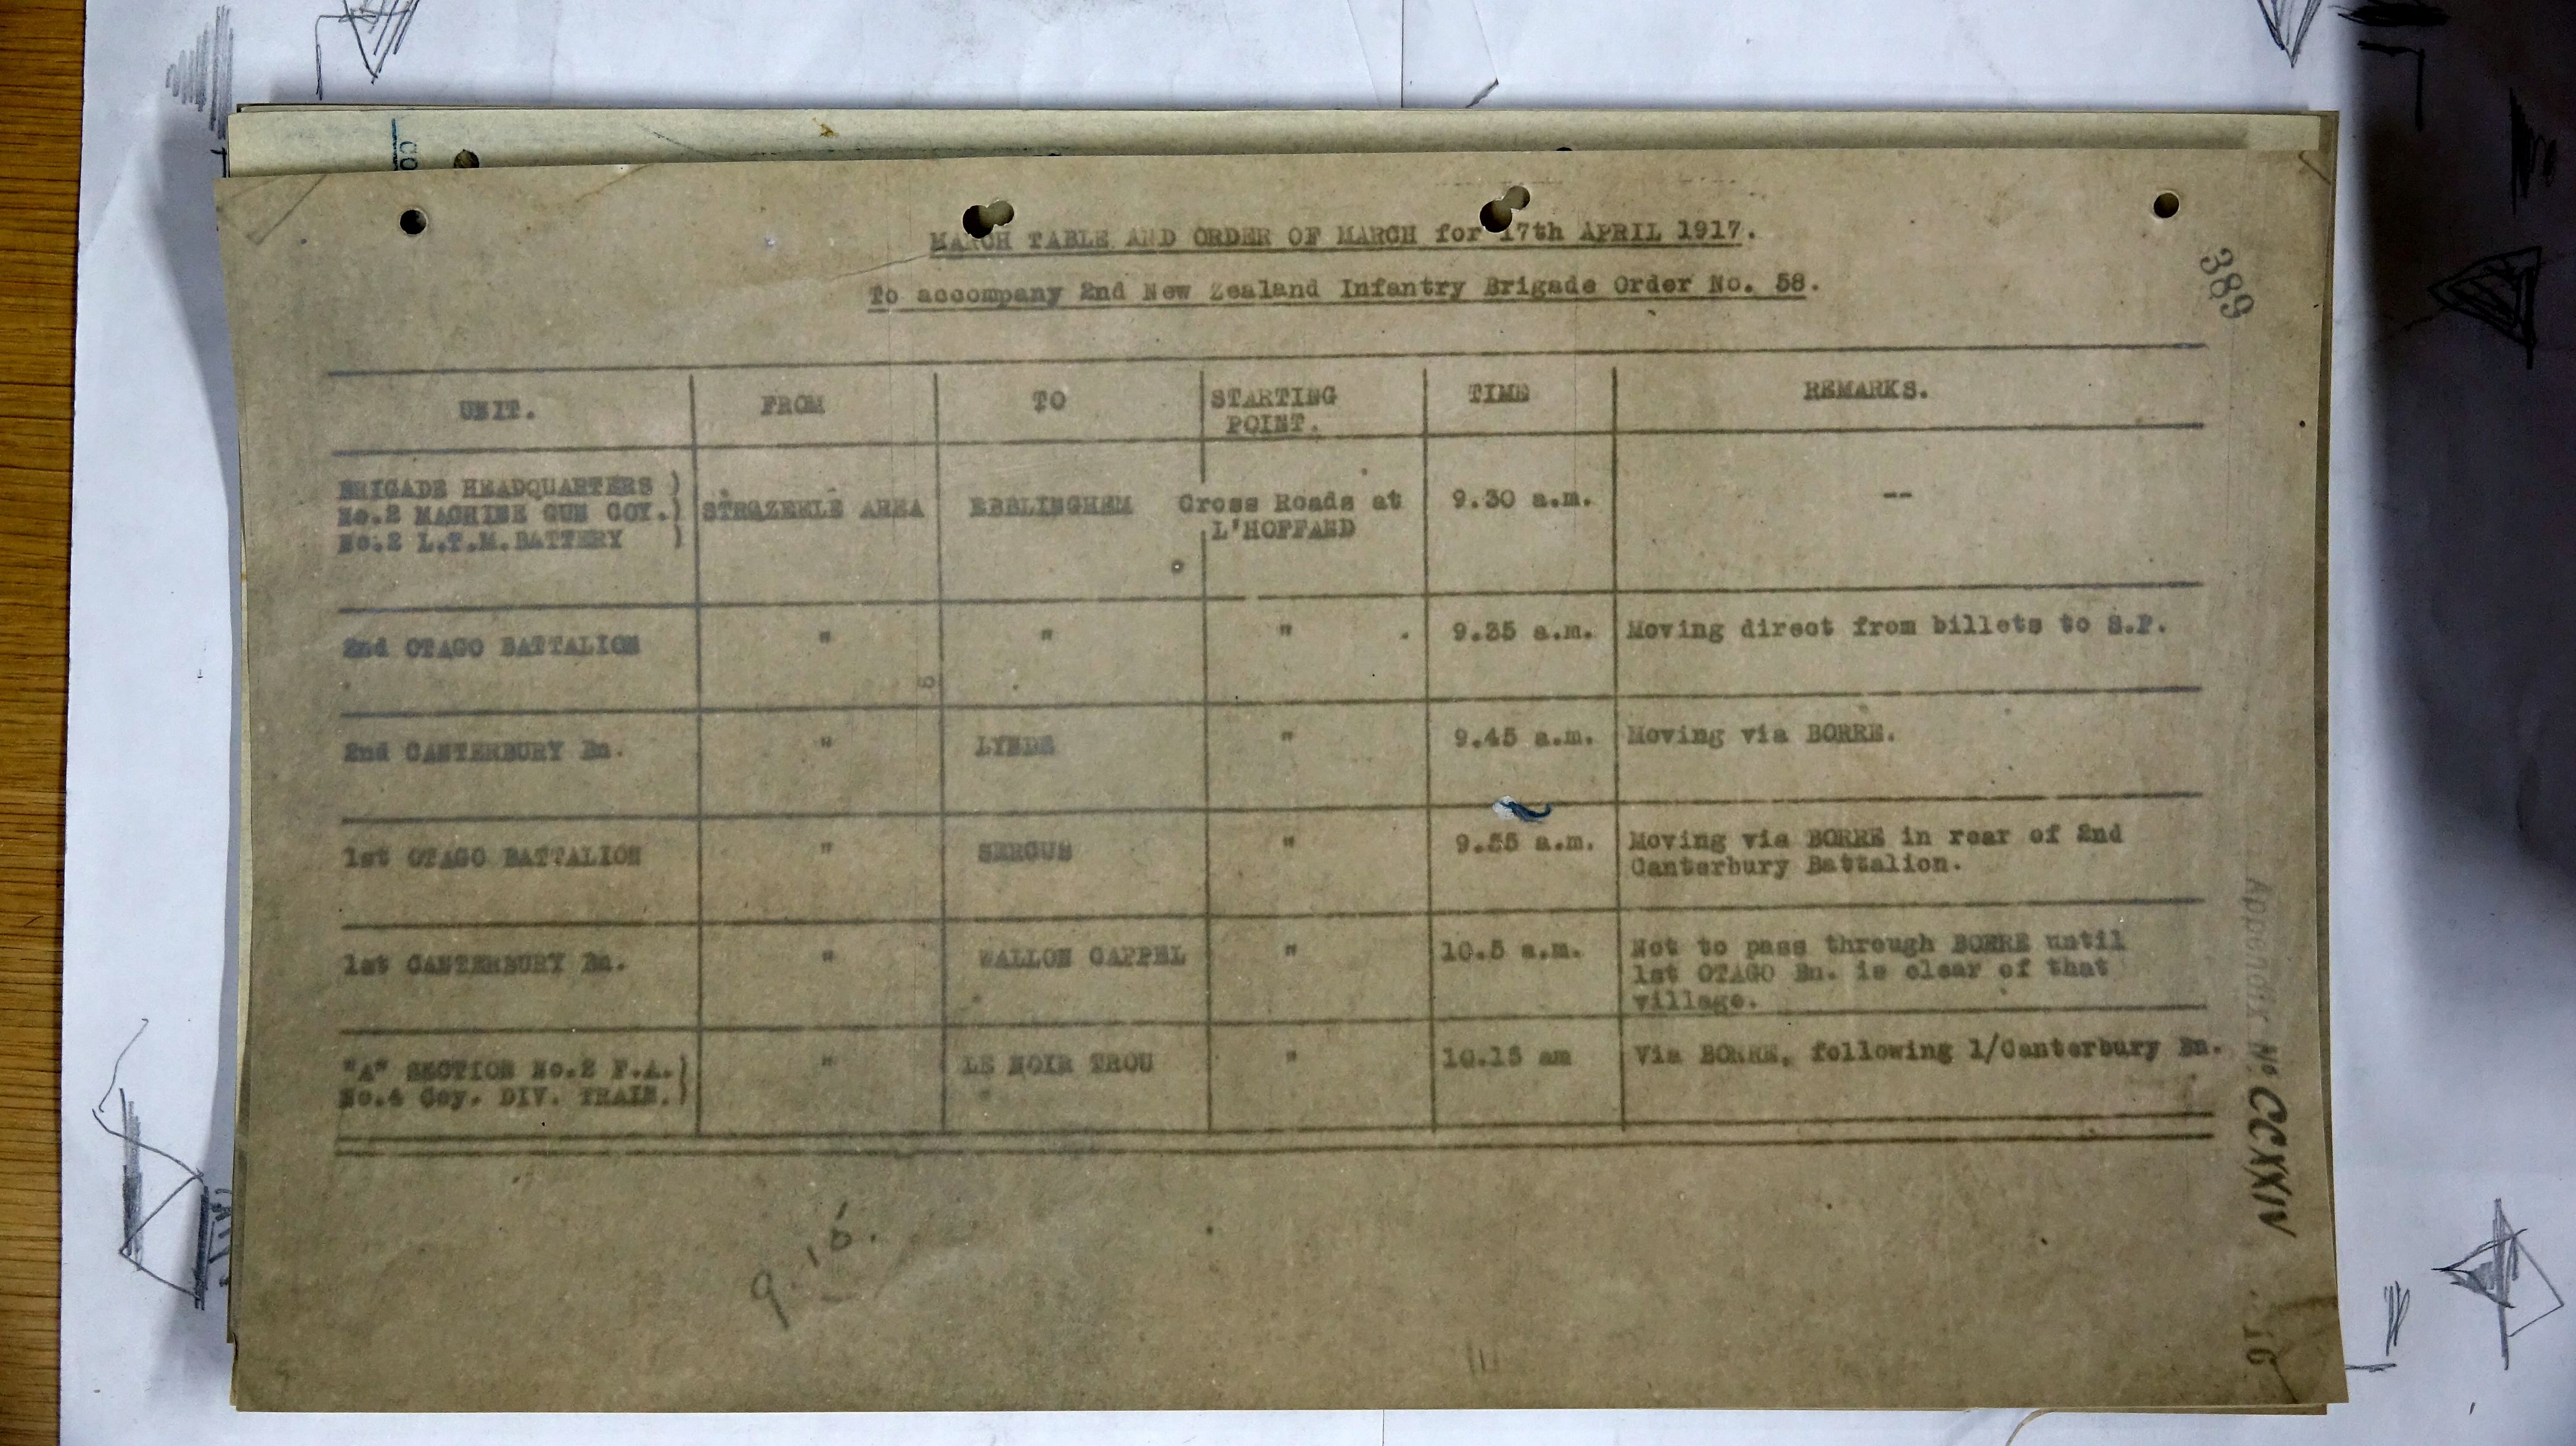 CO
MARCH TABLE AND ORDER OF MARCH for 17th APRIL 1917.
To accompany 2nd New Zealand Infantry Brigade Order No. 58.
389
UNIT. FROM TO STARTING POINT. TIME REMARKS.
BRIGADE HEADQUARTERS )
No.2 MACHINE GUN COY.) STRAZEELE AREA EBBLINGHEM Cross Roads at 9.30 a.m. --
No.2 L.T.M.BATTERY ) L'HOFFAND
2nd OTAGO BATTALION " " " 9.35 a.m. Moving direct from billets to S.P.
2nd CANTERBURY Bn. " LYNDE " 9.45 a.m. Moving via BORRE.
1st OTAGO BATTALION " SERCUS " 9.55 a.m. Moving via BORRE in rear of 2nd
Canterbury Battalion.
1st CANTERBURY Bn. " WALLON CAPPEL " 10.5 a.m. Not to pass through BORRE until
1st OTAGO Bn. is clear of that
village.
"A" SECTION No.2 F.A.) " LE NOIR TROU " 10.15 am Via BORRE, following 1/Canterbury Bn.
No.4 Coy. DIV. TRAIN.)
Appendix No CCXXIV
9.15.
16